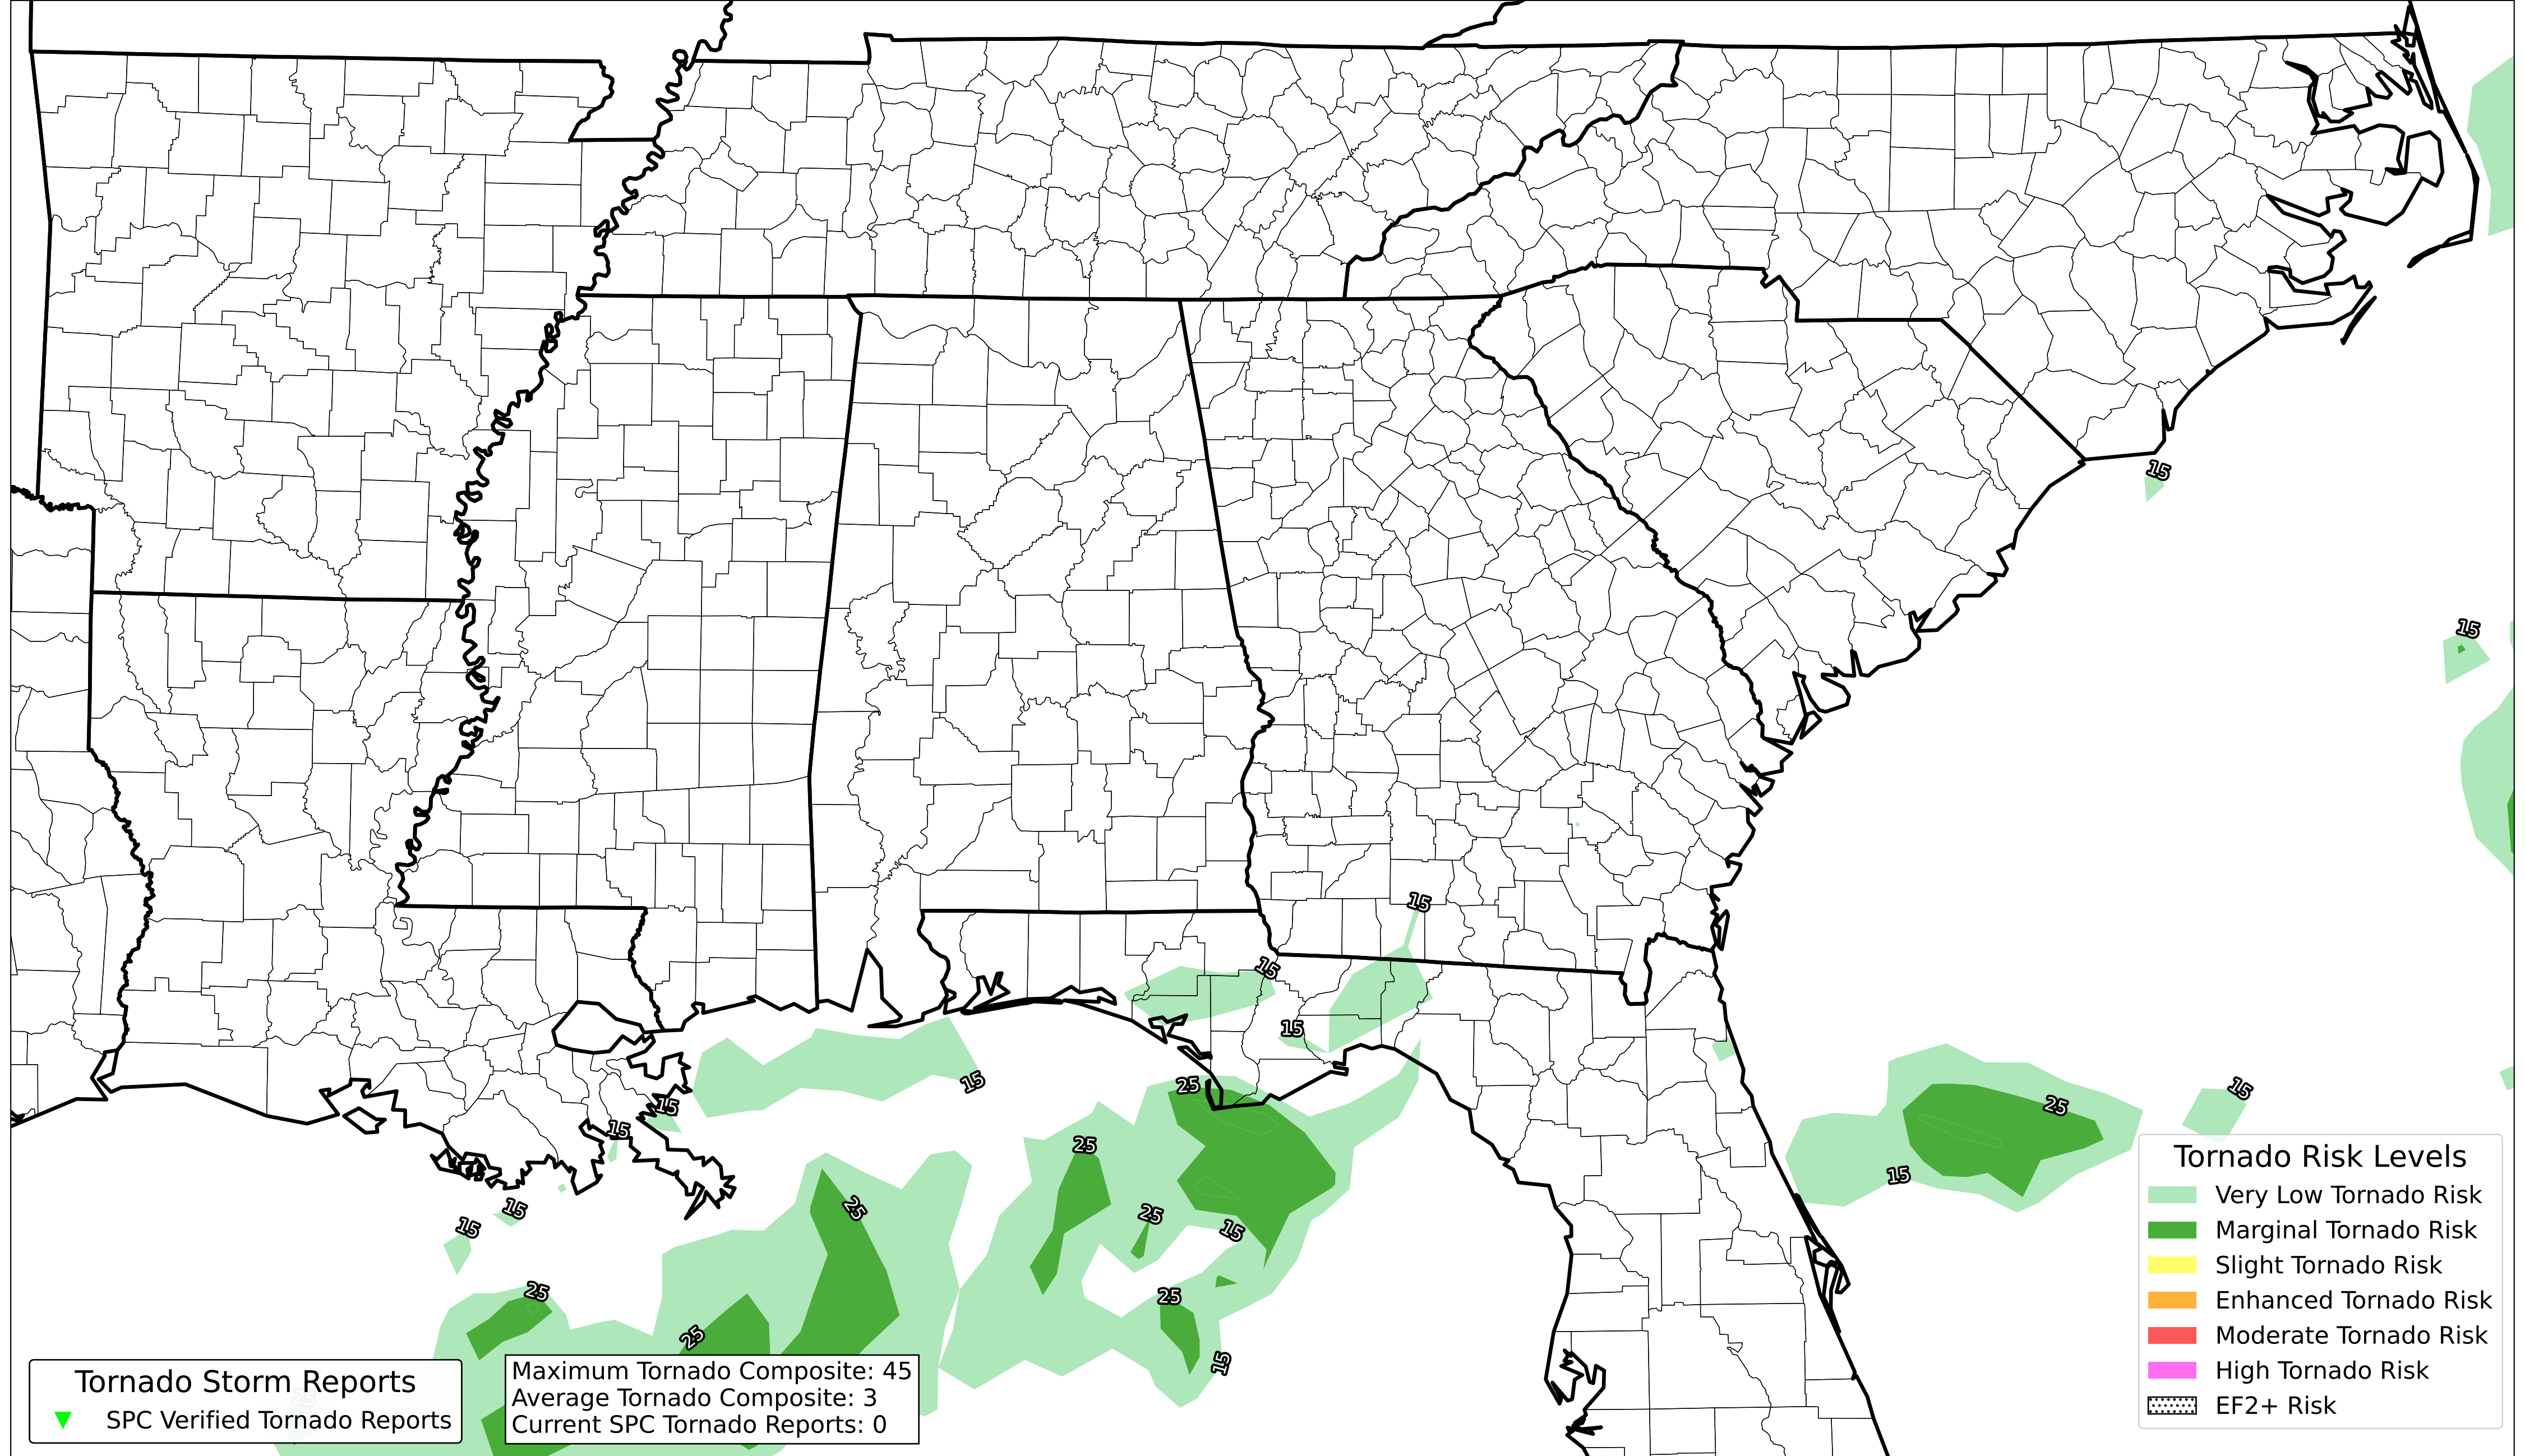 15
15
15
15
15
15
25
15
15
25
15
25
15
15
25
15
15
25
25
15
25
25
25
15
Tornado Risk Levels
Very Low Tornado Risk
Marginal Tornado Risk
Slight Tornado Risk
Enhanced Tornado Risk
Moderate Tornado Risk
High Tornado Risk
EF2+ Risk
Tornado Storm Reports
SPC Verified Tornado Reports
Maximum Tornado Composite: 45
Average Tornado Composite: 3
Current SPC Tornado Reports: 0